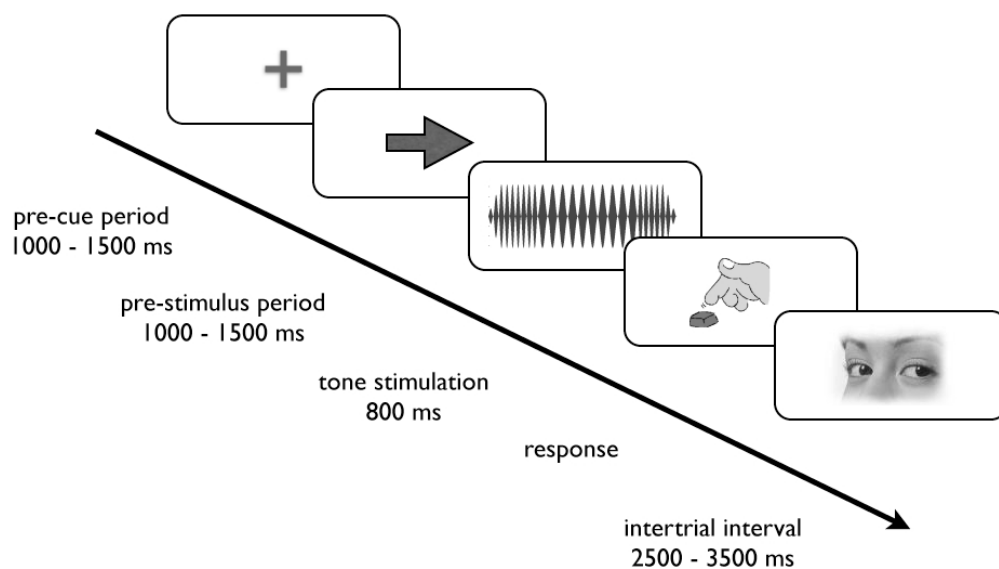 pre-cue period
1000 - 1500 ms
pre-stimulus period
1000 - 1500 ms
tone stimulation
800 ms
response
intertrial interval
2500 - 3500 ms